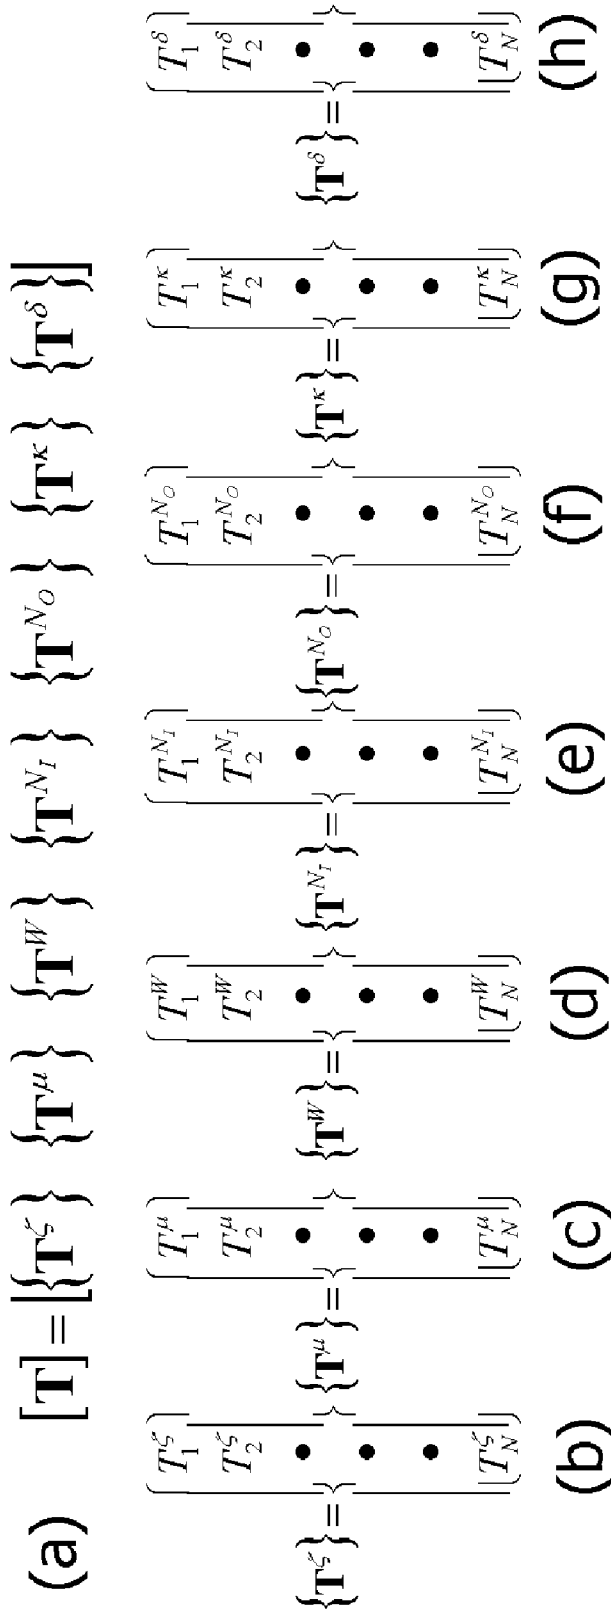 (a) [T] = [{T^ζ} {T^μ} {T^W} {T^{N_I}} {T^{N_O}} {T^κ} {T^δ}]
{T^ζ} = {T_1^ζ T_2^ζ • • • T_N^ζ}
(b)
{T^μ} = {T_1^μ T_2^μ • • • T_N^μ}
(c)
{T^W} = {T_1^W T_2^W • • • T_N^W}
(d)
{T^{N_I}} = {T_1^{N_I} T_2^{N_I} • • • T_N^{N_I}}
(e)
{T^{N_O}} = {T_1^{N_O} T_2^{N_O} • • • T_N^{N_O}}
(f)
{T^κ} = {T_1^κ T_2^κ • • • T_N^κ}
(g)
{T^δ} = {T_1^δ T_2^δ • • • T_N^δ}
(h)